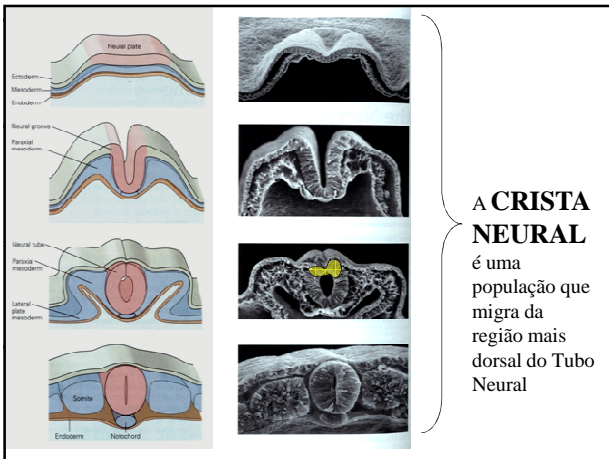 Neural plate
Ectoderm
Mesoderm
Endoderm
Neural groove
Paraxial
mesoderm
Neural tube
Paraxial
mesoderm
Lateral
plate
mesoderm
Somite
Endoderm
Notochord
A CRISTA
NEURAL
é uma
população que
migra da
região mais
dorsal do Tubo
Neural